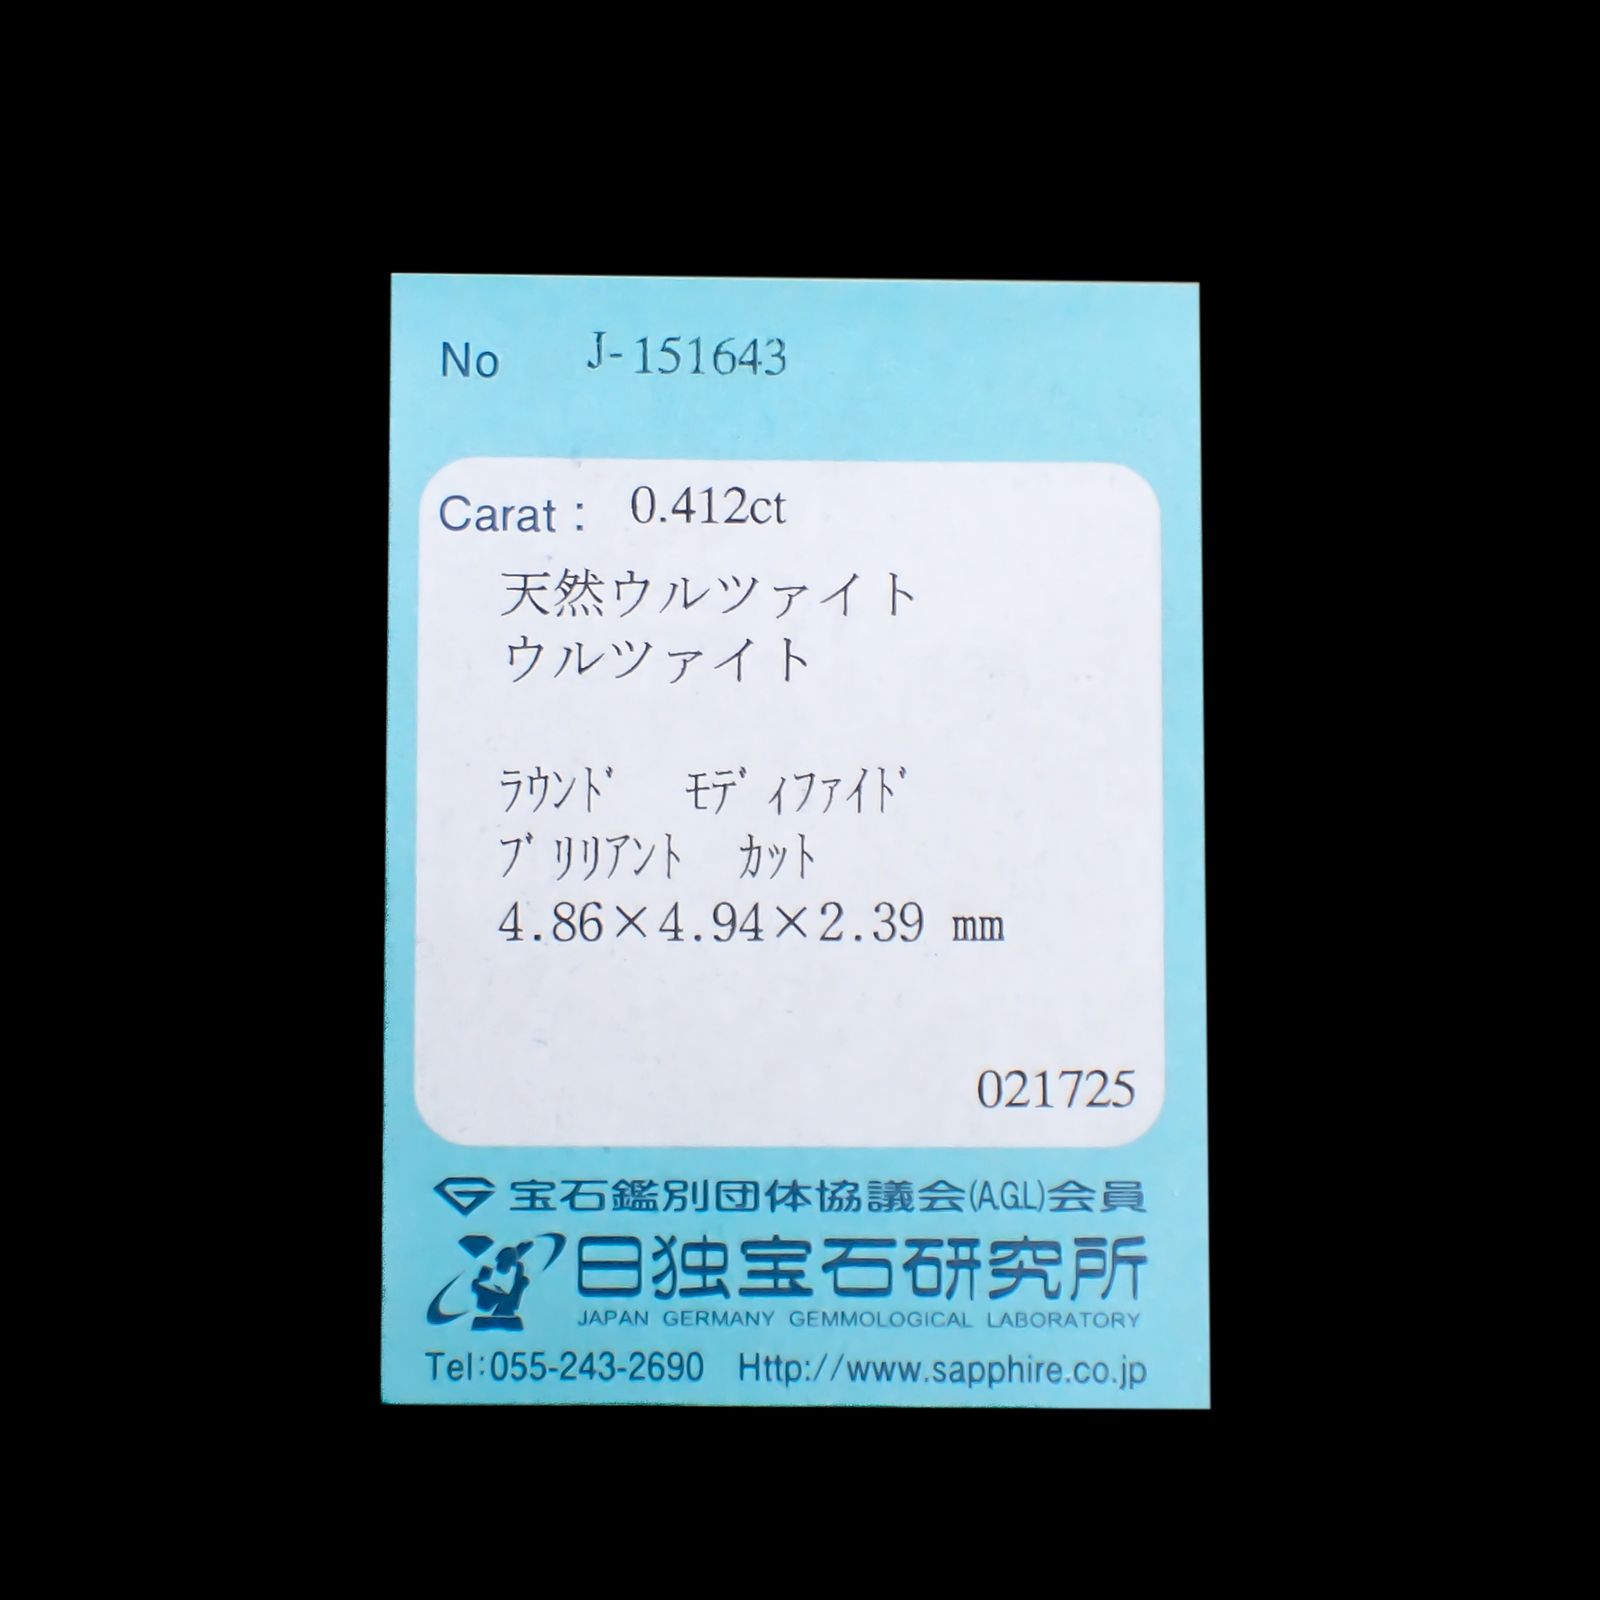 No J-151643
Carat: 0.412ct
天然ウルツァイト
ウルツァイト
ﾗｳﾝﾄﾞ ﾓﾃﾞｨﾌｧｲﾄﾞ
ﾌﾞﾘﾘｱﾝﾄ ｶｯﾄ
4.86×4.94×2.39 mm
021725
宝石鑑別団体協議会(A.G.L)会員
日独宝石研究所
JAPAN GERMANY GEMMOLOGICAL LABORATORY
Tel:055-243-2690 Http://www.sapphire.co.jp